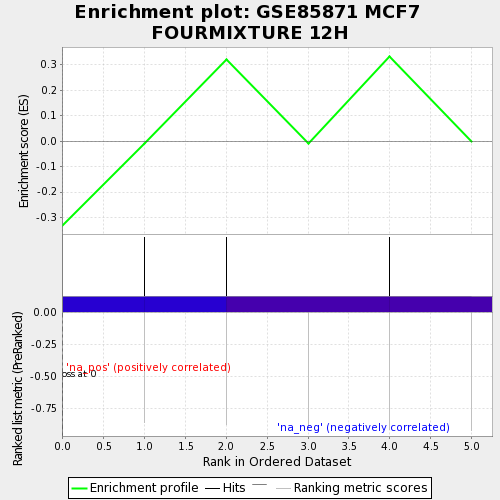 Enrichment plot: GSE85871 MCF7
FOURMIXTURE 12H
Enrichment score (ES)
0.3
0.2
0.1
0.0
-0.1
-0.2
-0.3
Ranked list metric (PreRanked)
0.00
-0.25
-0.50
-0.75
'na_pos' (positively correlated)
oss at 0
'na_neg' (negatively correlated)
0.0 0.5 1.0 1.5 2.0 2.5 3.0 3.5 4.0 4.5 5.0
Rank in Ordered Dataset
Enrichment profile Hits Ranking metric scores